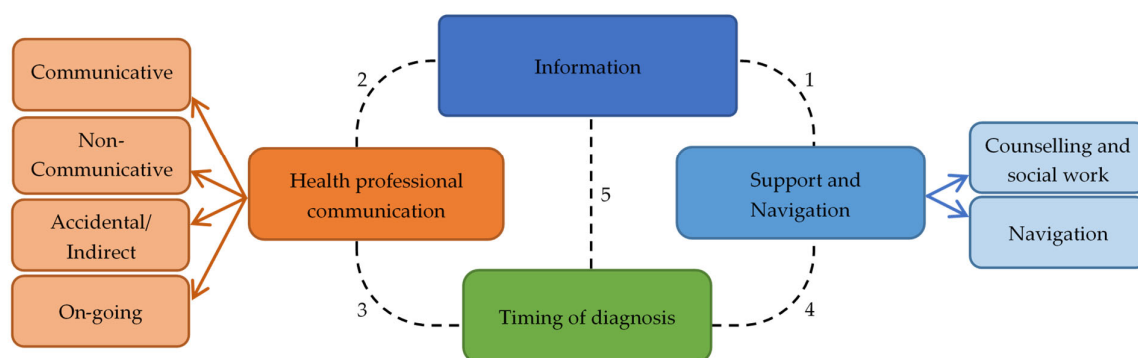 Communicative
Non-
Communicative
Accidental/
Indirect
On-going
Health professional
communication
2
3
Information
5
Timing of diagnosis
1
4
Support and
Navigation
Counselling and
social work
Navigation